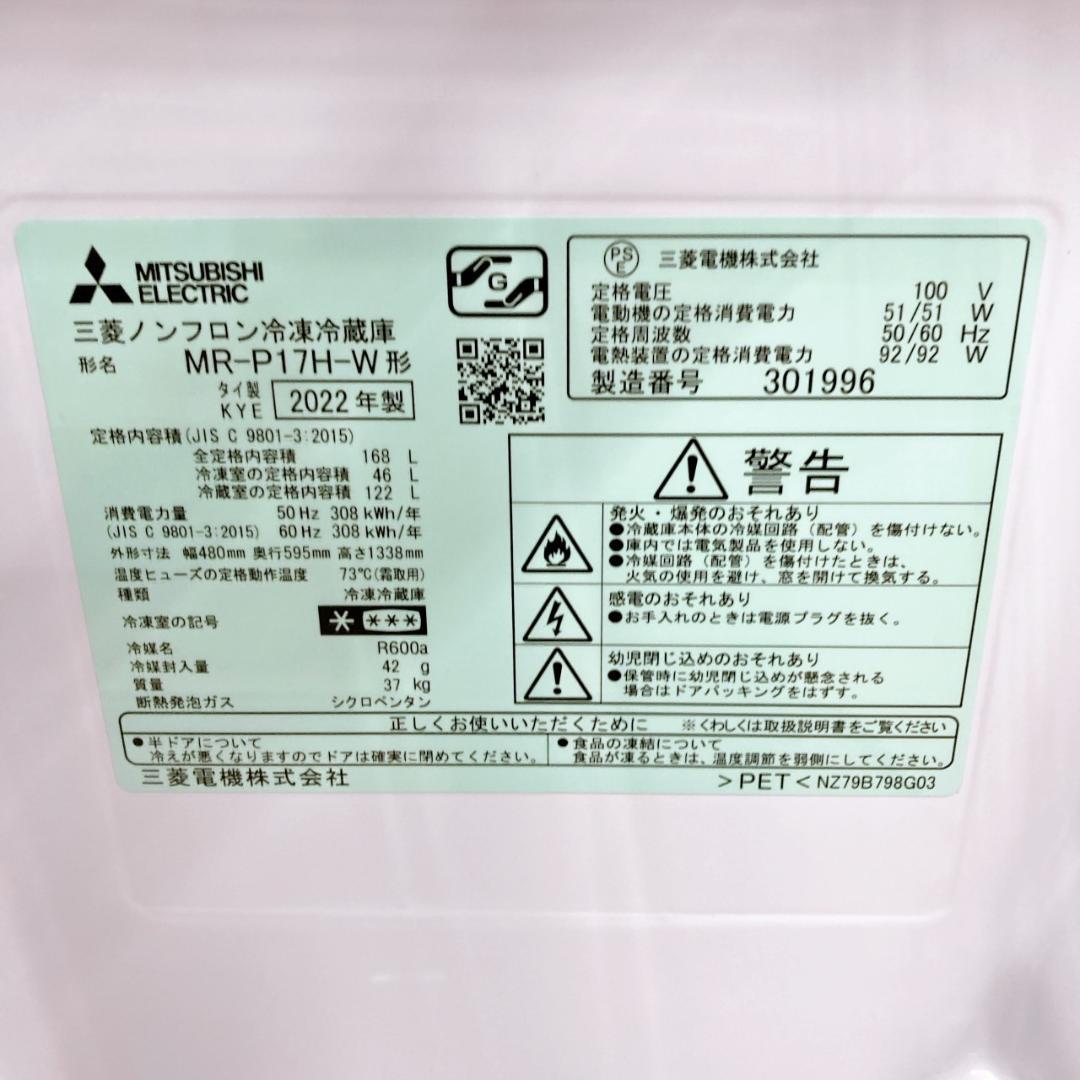 MITSUBISHI
ELECTRIC
三菱ノンフロン冷凍冷蔵庫
形名 MR-P17H-W形
タイ製
KYE 2022年製
定格内容積(JIS C 9801-3:2015)
全定格内容積 168 L
冷凍室の定格内容積 46 L
冷蔵室の定格内容積 122 L
消費電力量 50Hz 308kWh/年
(JIS C 9801-3:2015) 60Hz 308kWh/年
外形寸法 幅480mm 奥行595mm 高さ1338mm
温度ヒューズの定格動作温度 73℃(霜取用)
種類 冷凍冷蔵庫
冷凍室の記号
冷媒名 R600a
冷媒封入量 42 g
質量 37 kg
断熱発泡ガス シクロペンタン
G
PS
E
三菱電機株式会社
定格電圧 100 V
電動機の定格消費電力 51/51 W
定格周波数 50/60 Hz
電熱装置の定格消費電力 92/92 W
製造番号 301996
警告
発火・爆発のおそれあり
●冷蔵庫本体の冷媒回路(配管)を傷付けない。
●庫内では電気製品を使用しない。
●冷媒回路(配管)を傷付けたときは、
火気の使用を避け、窓を開けて換気する。
感電のおそれあり
●お手入れのときは電源プラグを抜く。
幼児閉じ込めのおそれあり
●保管時に幼児閉じ込めが懸念される
場合はドアパッキングをはずす。
正しくお使いいただくために ※くわしくは取扱説明書をご覧ください
●半ドアについて
冷えが悪くなりますのでドアは確実に閉めてください。
●食品の凍結について
食品が凍るときは、温度調節を弱側にしてください。
三菱電機株式会社
>PET< NZ79B798G03